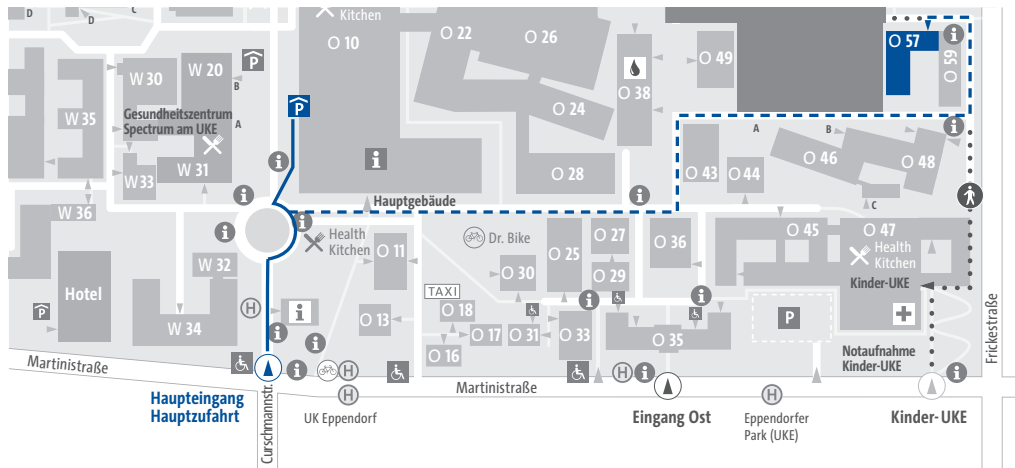 D
D
C
Health
Kitchen
O 10
O 22
O 26
O 24
O 28
O 38
O 49
O 57
O 59
P
W 30
W 20
B
A
Gesundheitszentrum
Spectrum am UKE
W 35
W 31
W 33
W 36
P
i
i
i
i
i
A
B
O 43
O 44
O 46
O 48
C
Hauptgebäude
i
i
i
Health
Kitchen
O 11
Dr. Bike
O 25
O 27
O 36
O 45
O 47
Health
Kitchen
Kinder-UKE
W 32
Hotel
P
W 34
H
i
i
i
O 30
O 29
TAXI
O 18
O 13
O 17
O 31
O 33
O 16
i
i
O 35
P
Notaufnahme
Kinder-UKE
Martinistraße
Martinistraße
Frickestraße
i
H
H
H
i
i
H
Haupteingang
Hauptzufahrt
Curschmannstr.
UK Eppendorf
Eingang Ost
Eppendorfer
Park (UKE)
Kinder-UKE